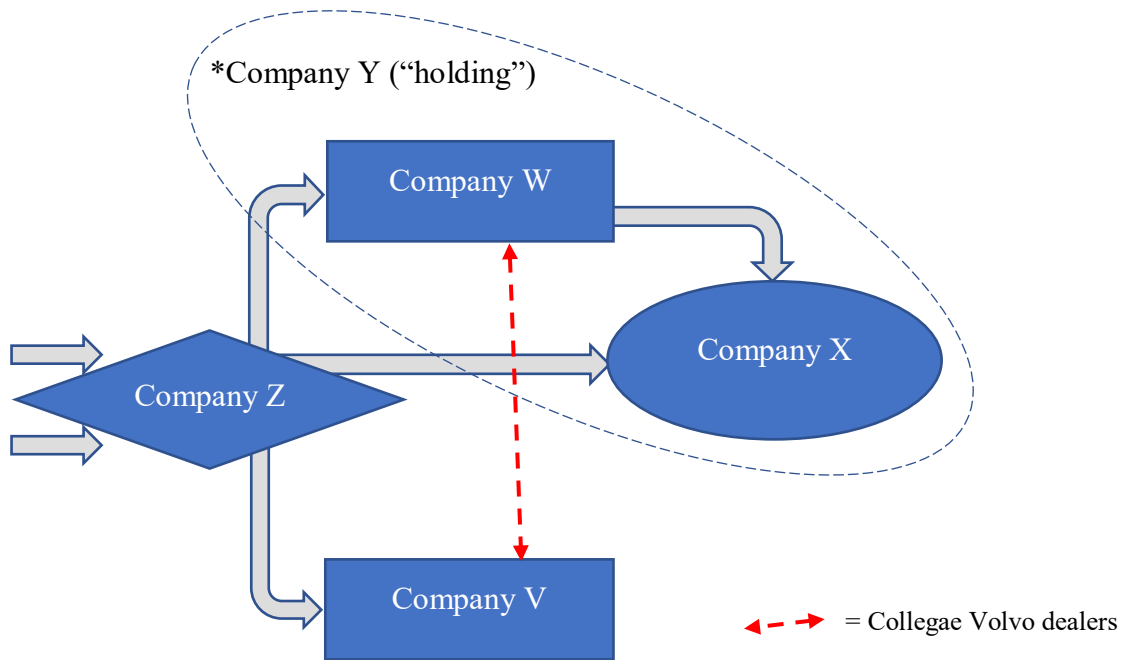 *Company Y (“holding”)
Company W
Company X
Company Z
Company V
= Collegae Volvo dealers